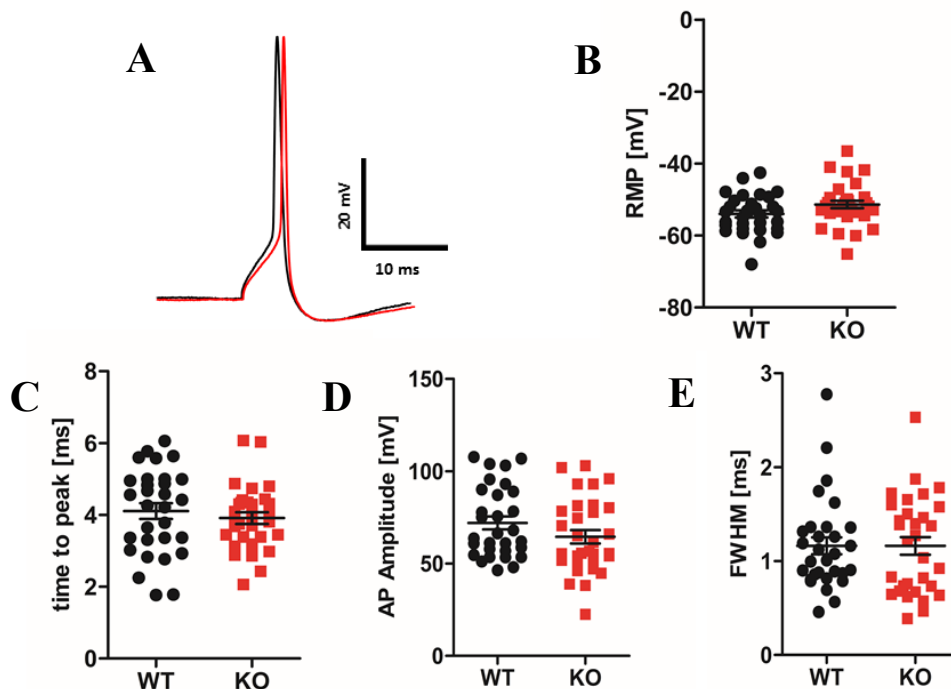 A
20 mV
10 ms
B
RMP [mV]
0
-20
-40
-60
-80
WT KO
C
time to peak [ms]
8
6
4
2
0
WT KO
D
AP Amplitude [mV]
150
100
50
0
WT KO
E
FWHM [ms]
3
2
1
0
WT KO